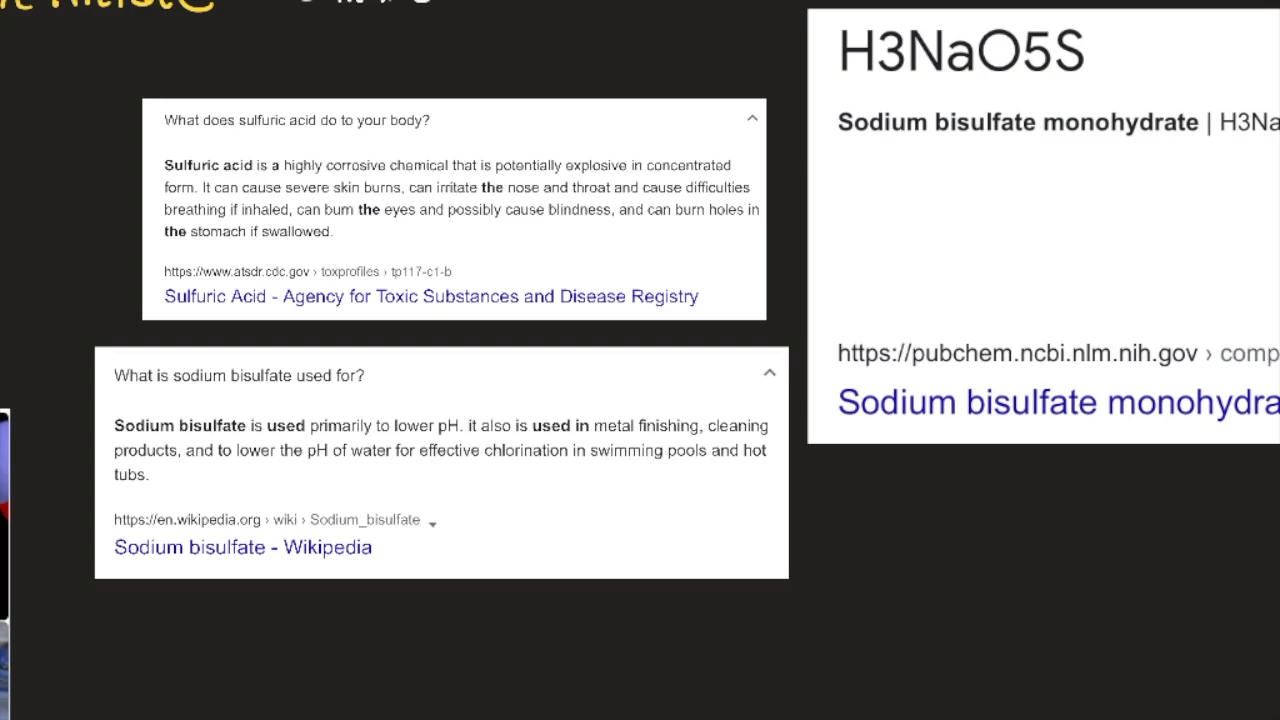 What does sulfuric acid do to your body?
Sulfuric acid is a highly corrosive chemical that is potentially explosive in concentrated
form. It can cause severe skin burns, can irritate the nose and throat and cause difficulties
breathing if inhaled, can burn the eyes and possibly cause blindness, and can burn holes in
the stomach if swallowed.
https://www.atsdr.cdc.gov › toxprofiles › tp117-c1-b
Sulfuric Acid - Agency for Toxic Substances and Disease Registry
What is sodium bisulfate used for?
Sodium bisulfate is used primarily to lower pH. it also is used in metal finishing, cleaning
products, and to lower the pH of water for effective chlorination in swimming pools and hot
tubs.
https://en.wikipedia.org › wiki › Sodium_bisulfate
Sodium bisulfate - Wikipedia
H3NaO5S
Sodium bisulfate monohydrate | H3Na
https://pubchem.ncbi.nlm.nih.gov › comp
Sodium bisulfate monohydra